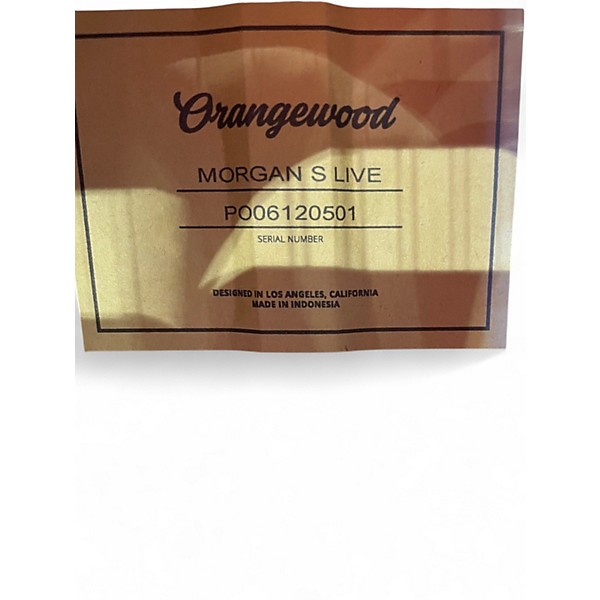 Orangewood
MORGAN S LIVE
PO06120501
SERIAL NUMBER
DESIGNED IN LOS ANGELES, CALIFORNIA
MADE IN INDONESIA